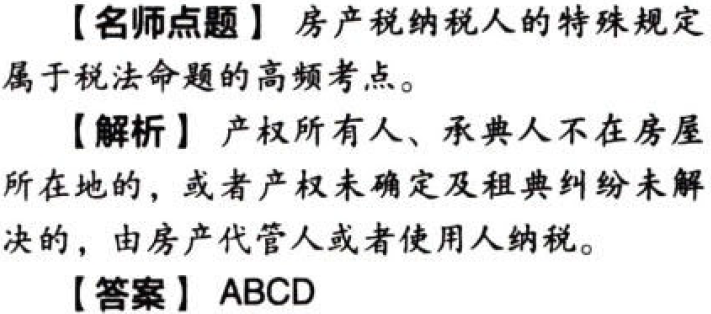 【名师点题】 房产税纳税人的特殊规定
属于税法命题的高频考点。
【解析】 产权所有人、承典人不在房屋
所在地的，或者产权未确定及租典纠纷未解
决的，由房产代管人或者使用人纳税。
【答案】 ABCD